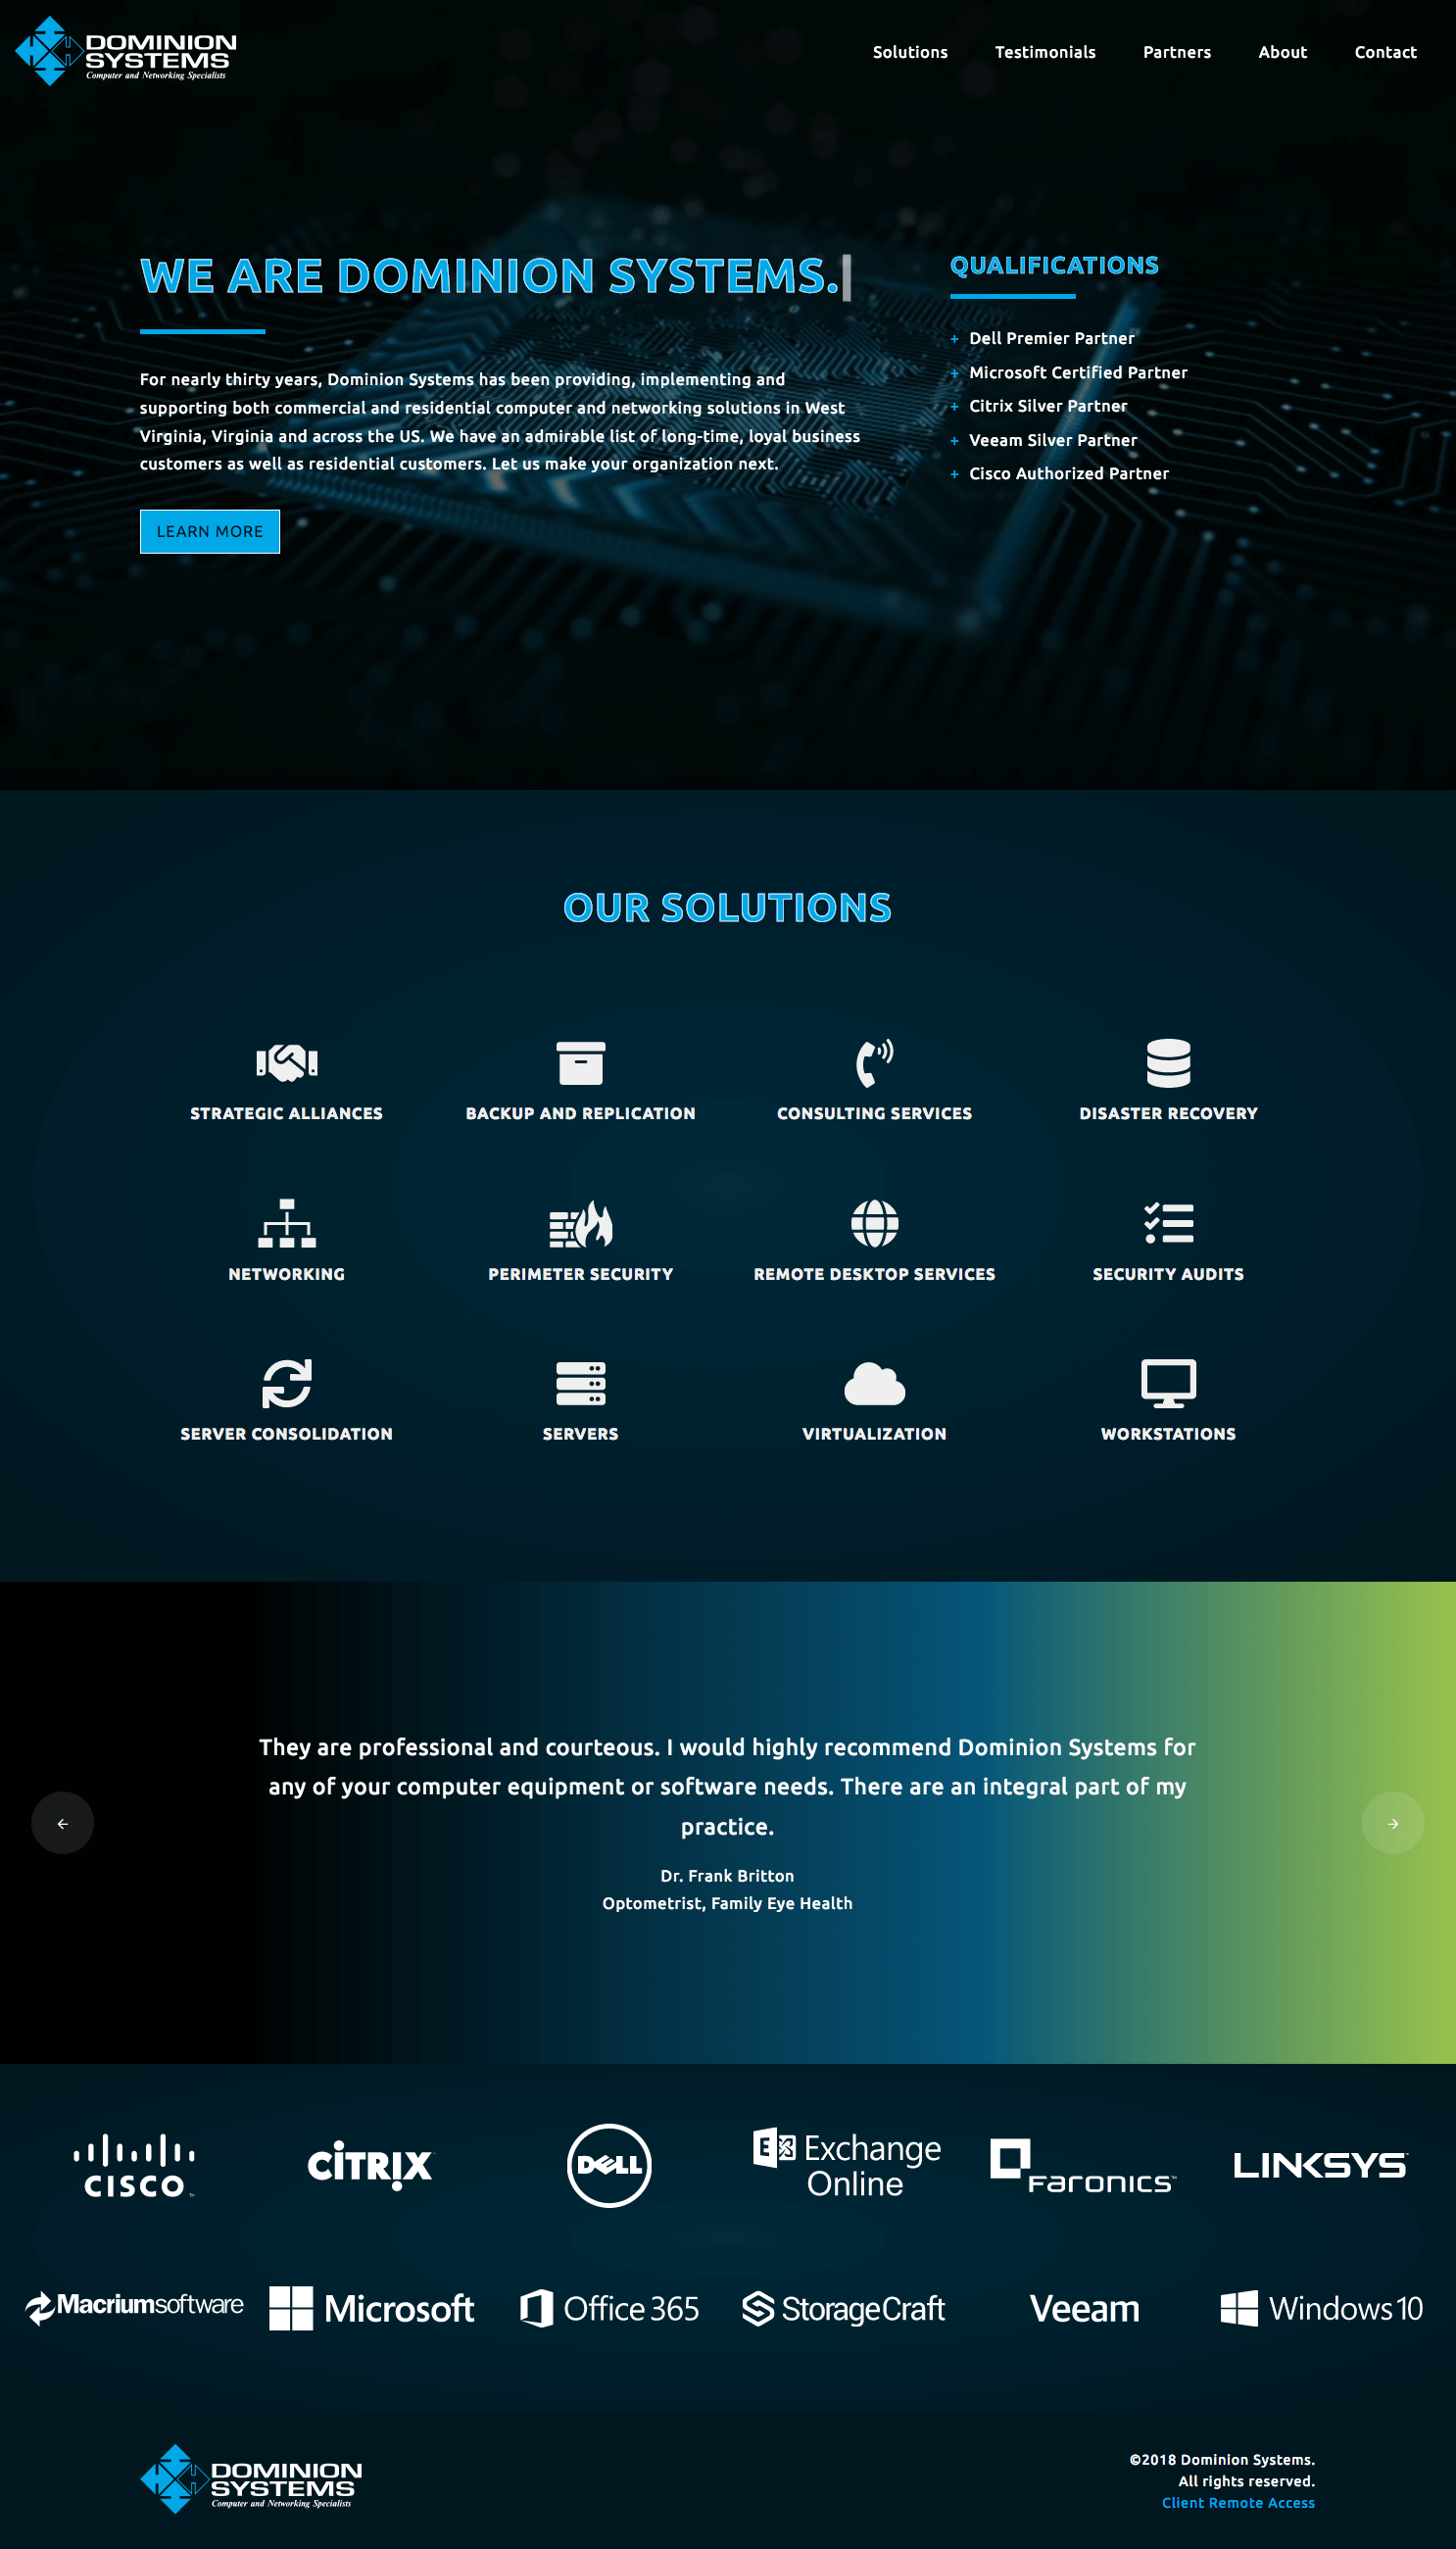 DOMINION
SYSTEMS
Computer and Networking Specialists
Solutions
Testimonials
Partners
About
Contact
WE ARE DOMINION SYSTEMS.
For nearly thirty years, Dominion Systems has been providing, implementing and
supporting both commercial and residential computer and networking solutions in West
Virginia, Virginia and across the US. We have an admirable list of long-time, loyal business
customers as well as residential customers. Let us make your organization next.
LEARN MORE
QUALIFICATIONS
+ Dell Premier Partner
+ Microsoft Certified Partner
+ Citrix Silver Partner
+ Veeam Silver Partner
+ Cisco Authorized Partner
OUR SOLUTIONS
STRATEGIC ALLIANCES
BACKUP AND REPLICATION
CONSULTING SERVICES
DISASTER RECOVERY
NETWORKING
PERIMETER SECURITY
REMOTE DESKTOP SERVICES
SECURITY AUDITS
SERVER CONSOLIDATION
SERVERS
VIRTUALIZATION
WORKSTATIONS
They are professional and courteous. I would highly recommend Dominion Systems for
any of your computer equipment or software needs. There are an integral part of my
practice.
Dr. Frank Britton
Optometrist, Family Eye Health
CISCO
CITRIX
DELL
Exchange
Online
FARONICS
LINKSYS
Macriumsoftware
Microsoft
Office 365
StorageCraft
Veeam
Windows 10
DOMINION
SYSTEMS
Computer and Networking Specialists
©2018 Dominion Systems.
All rights reserved.
Client Remote Access